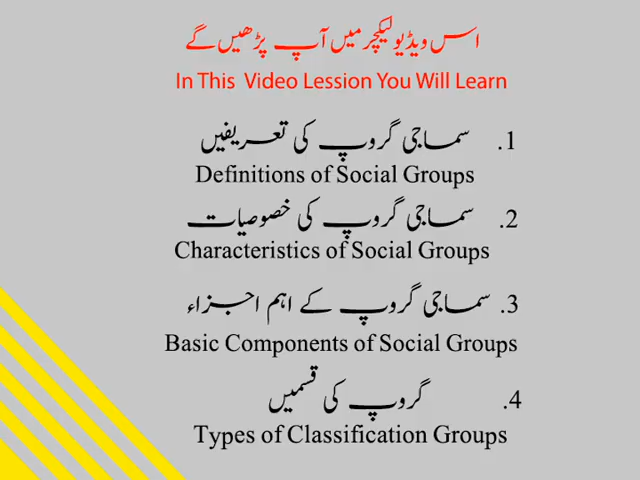 اس ویڈیو لیکچر میں آپ پڑھیں گے
In This Video Lession You Will Learn
1. سماجی گروپ کی تعریفیں
Definitions of Social Groups
2. سماجی گروپ کی خصوصیات
Characteristics of Social Groups
3. سماجی گروپ کے اہم اجزاء
Basic Components of Social Groups
4. گروپ کی قسمیں
Types of Classification Groups